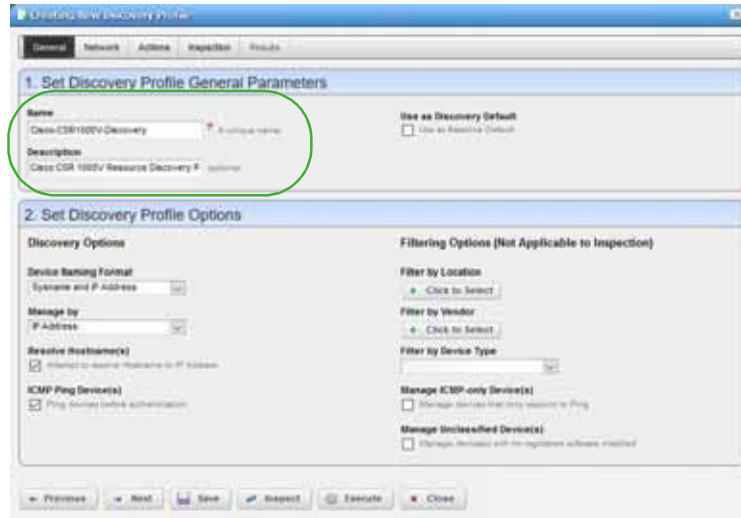 Creating New Discovery Profile
General Network Actions Inspection Results
1. Set Discovery Profile General Parameters
Name
Cisco-CSR1000V-Discovery * A unique name
Use as Discovery Default
Use as Baseline Default
Description
Cisco CSR 1000V Resource Discovery P optional
2. Set Discovery Profile Options
Discovery Options
Filtering Options (Not Applicable to Inspection)
Device Naming Format
Sysname and IP Address
Filter by Location
+ Click to Select
Manage by
IP Address
Filter by Vendor
+ Click to Select
Resolve Hostname(s)
Attempt to resolve Hostname to IP Address
Filter by Device Type
ICMP Ping Device(s)
Ping devices before authentication
Manage ICMP-only Device(s)
Manage devices that only respond to Ping
Manage Unclassified Device(s)
Manage device(s) with no registered software installed
Previous Next Save Inspect Execute Close